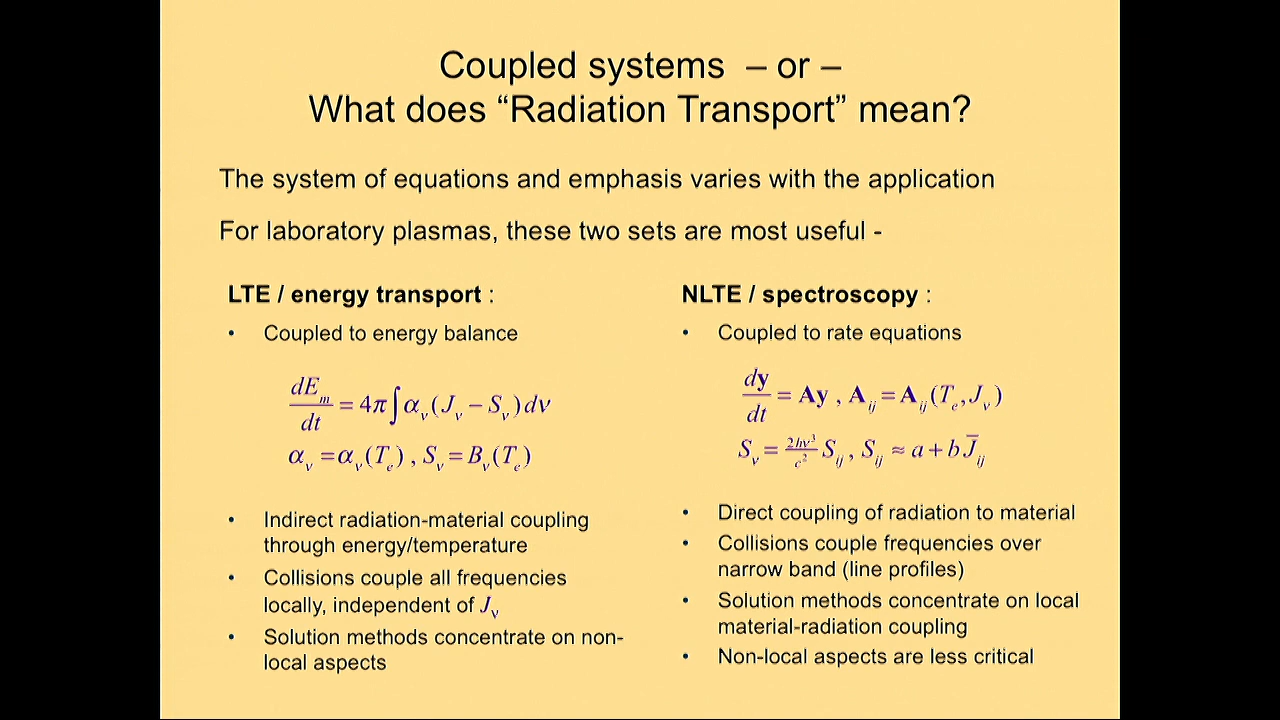 Coupled systems – or –
What does “Radiation Transport” mean?
The system of equations and emphasis varies with the application
For laboratory plasmas, these two sets are most useful -
LTE / energy transport :
• Coupled to energy balance
dE_m/dt = 4π∫α_ν(J_ν − S_ν)dν
α_ν = α_ν(T_e) , S_ν = B_ν(T_e)
• Indirect radiation-material coupling
through energy/temperature
• Collisions couple all frequencies
locally, independent of J_ν
• Solution methods concentrate on non-
local aspects
NLTE / spectroscopy :
• Coupled to rate equations
dy/dt = Ay , A_ij = A_ij(T_e, J_ν)
S_ν = 2hν³/c² S_ij , S_ij ≈ a + b J̅_ij
• Direct coupling of radiation to material
• Collisions couple frequencies over
narrow band (line profiles)
• Solution methods concentrate on local
material-radiation coupling
• Non-local aspects are less critical